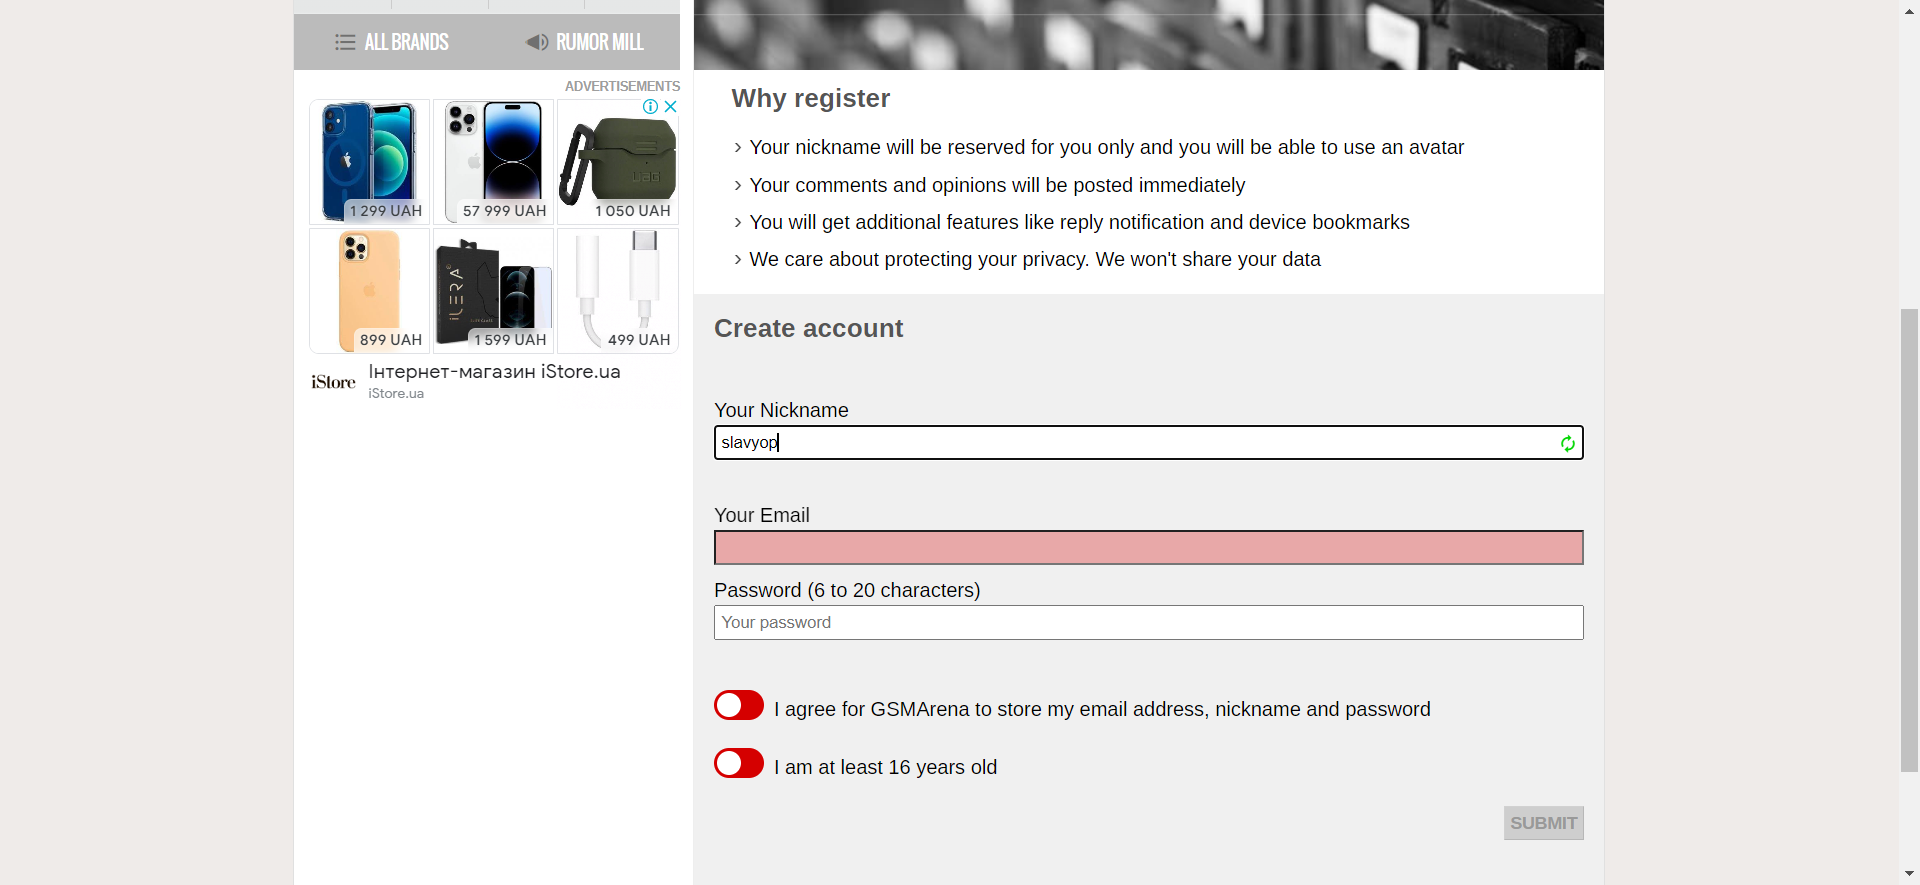 ALL BRANDS
RUMOR MILL
ADVERTISEMENTS
1 299 UAH
57 999 UAH
1 050 UAH
UAG
iLERA
899 UAH
1 599 UAH
499 UAH
iStore
Інтернет-магазин iStore.ua
iStore.ua
Why register
Your nickname will be reserved for you only and you will be able to use an avatar
Your comments and opinions will be posted immediately
You will get additional features like reply notification and device bookmarks
We care about protecting your privacy. We won't share your data
Create account
Your Nickname
slavyop
Your Email
Password (6 to 20 characters)
Your password
I agree for GSMArena to store my email address, nickname and password
I am at least 16 years old
SUBMIT